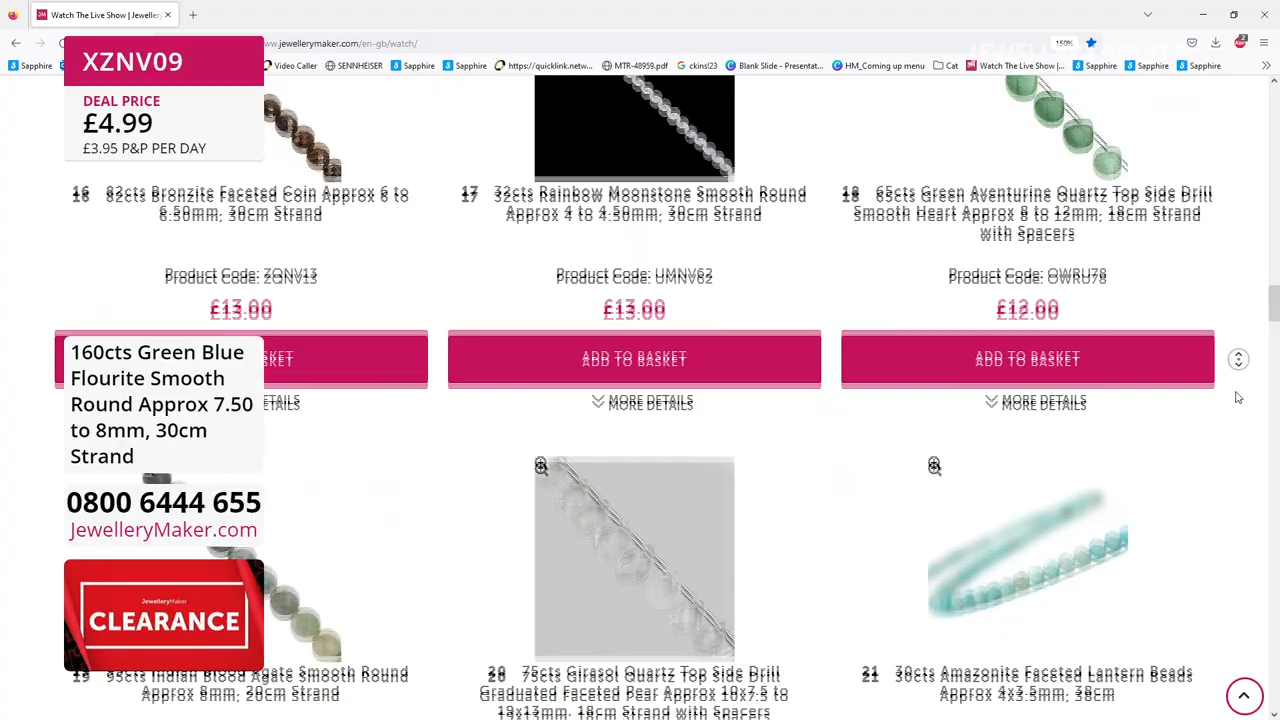 Watch The Live Show | Jeweller
ww.jewellerymaker.com/en-gb/watch/
150%
2
Sapphire
Video Caller
SENNHEISER
Sapphire
Sapphire
https://quicklink.netw...
MTR-48959.pdf
ckinsl23
Blank Slide - Presentat...
HM_Coming up menu
Cat
Watch The Live Show |...
Sapphire
Sapphire
Sapphire
XZNV09
DEAL PRICE
£4.99
£3.95 P&P PER DAY
16 82cts Bronzite Faceted Coin Approx 6 to
6.50mm, 30cm Strand
Product Code: ZQNV13
£13.00
17 32cts Rainbow Moonstone Smooth Round
Approx 4 to 4.50mm, 30cm Strand
Product Code: UMNV62
£13.00
ADD TO BASKET
MORE DETAILS
18 65cts Green Aventurine Quartz Top Side Drill
Smooth Heart Approx 8 to 12mm, 18cm Strand
with Spacers
Product Code: OWRU78
£12.00
ADD TO BASKET
MORE DETAILS
160cts Green Blue
Flourite Smooth
Round Approx 7.50
to 8mm, 30cm
Strand
0800 6444 655
JewelleryMaker.com
JewelleryMaker
CLEARANCE
19 95cts Indian Blood Agate Smooth Round
Approx 8mm, 20cm Strand
20 75cts Girasol Quartz Top Side Drill
Graduated Faceted Pear Approx 10x7.5 to
19x13mm, 18cm Strand with Spacers
21 30cts Amazonite Faceted Lantern Beads
Approx 4x3.5mm, 38cm